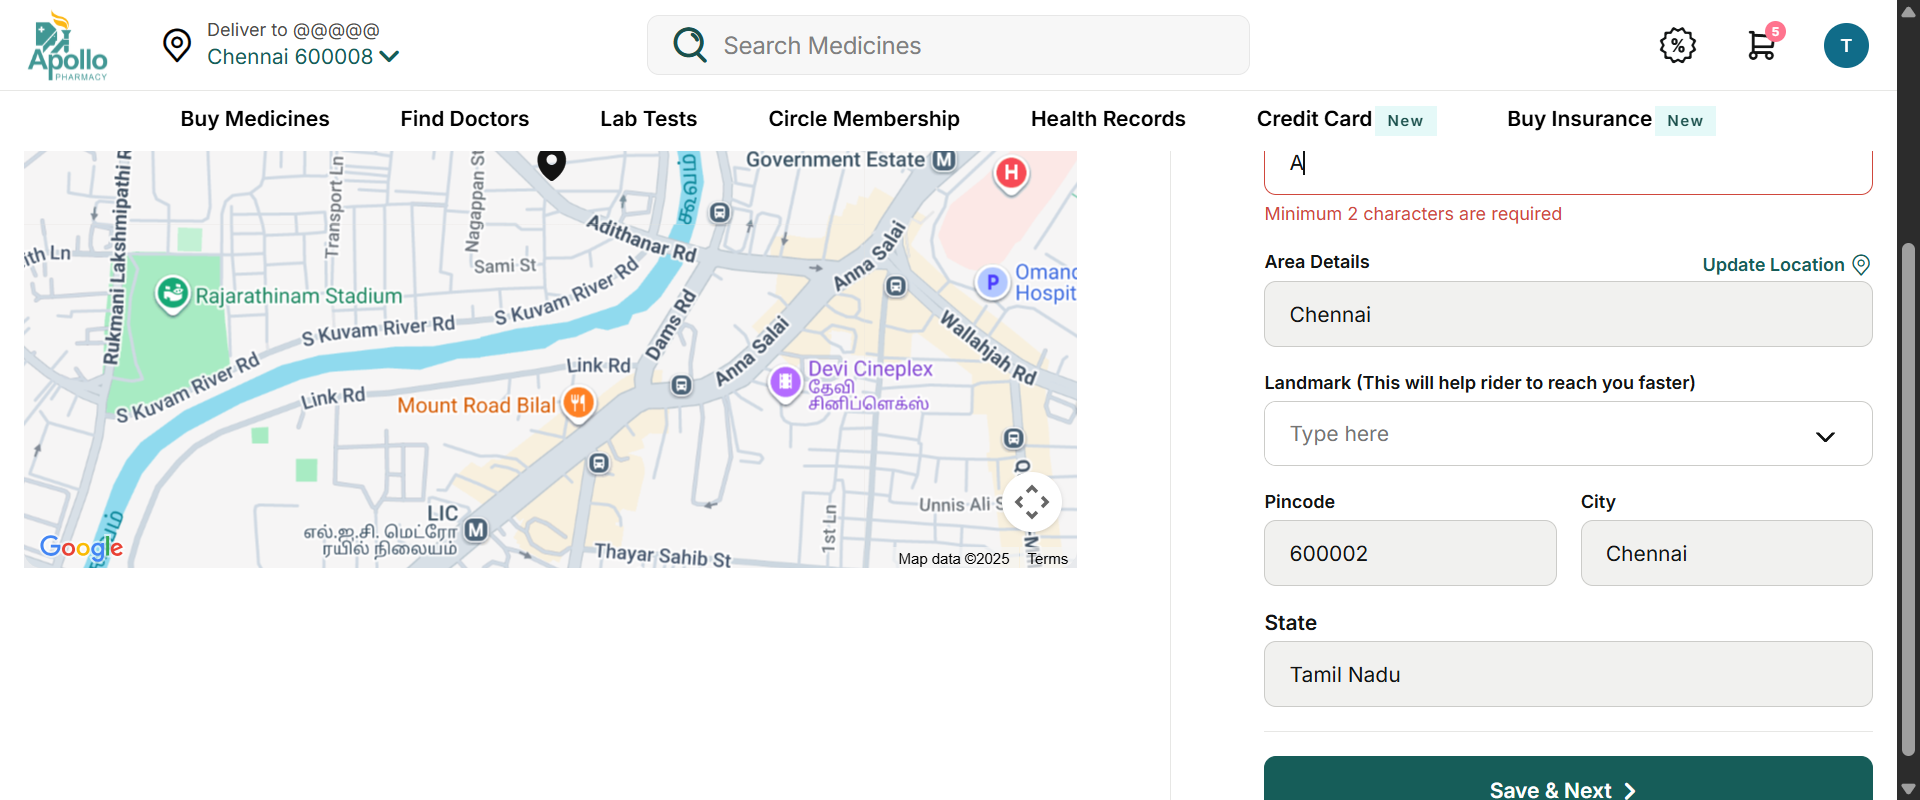 Apollo
PHARMACY
Deliver to @@@@@
Chennai 600008
Search Medicines
%
5
T
Buy Medicines
Find Doctors
Lab Tests
Circle Membership
Health Records
Credit Card New
Buy Insurance New
Government Estate M
H
Rukmani Lakshmipathi R
Transport Ln
Nagappan St
கூவம்
Adithanar Rd
Anna Salai
ith Ln
Sami St
P
Omand
Hospit
Rajarathinam Stadium
S Kuvam River Rd
S Kuvam River Rd
Dams Rd
Wallahjah Rd
Anna Salai
S Kuvam River Rd
Link Rd
Link Rd
Devi Cineplex
தேவி
சினிப்ளெக்ஸ்
Mount Road Bilal
Q
Unnis Ali S
LIC
எல்.ஐ.சி. மெட்ரோ
ரயில் நிலையம்
M
1st Ln
Thayar Sahib St
Google
Map data ©2025
Terms
A
Minimum 2 characters are required
Area Details
Update Location
Chennai
Landmark (This will help rider to reach you faster)
Type here
Pincode
City
600002
Chennai
State
Tamil Nadu
Save & Next